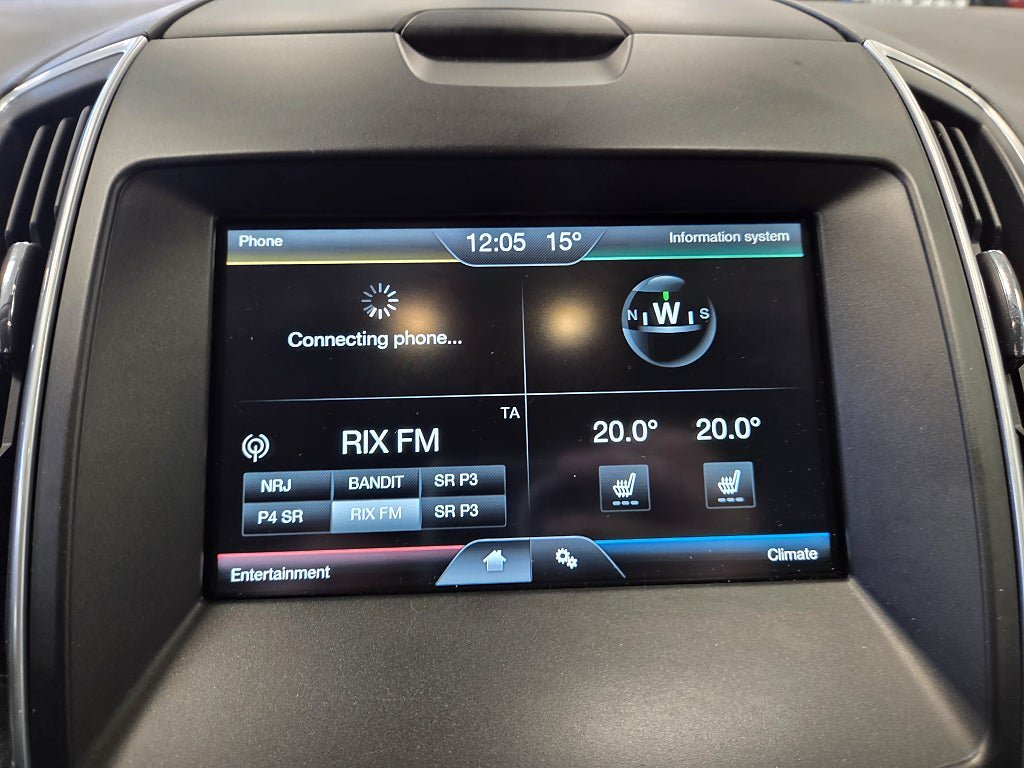 Phone
12:05 15°
Information system
Connecting phone...
N W S
TA
RIX FM
NRJ BANDIT SR P3
P4 SR RIX FM SR P3
20.0° 20.0°
Entertainment
Climate